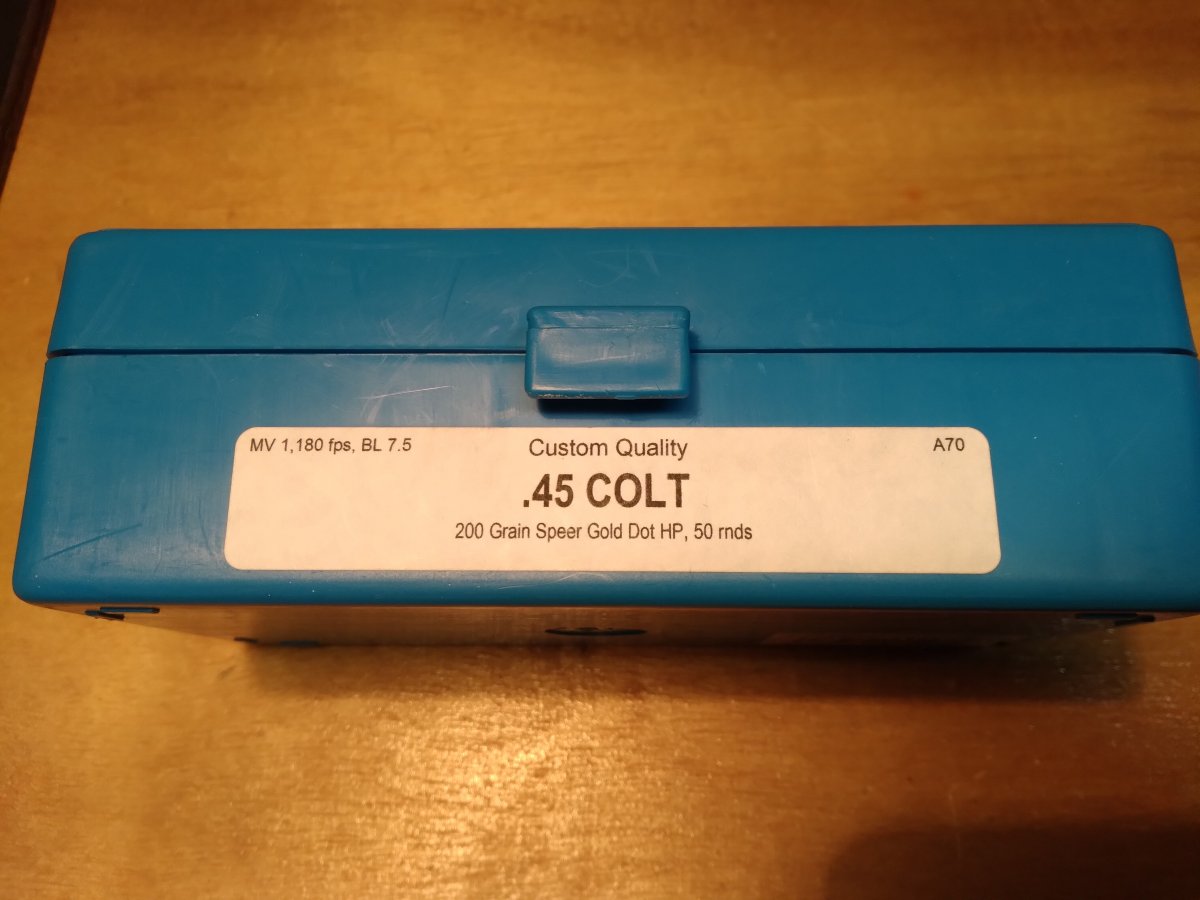 MV 1,180 fps, BL 7.5
Custom Quality
A70
.45 COLT
200 Grain Speer Gold Dot HP, 50 rnds